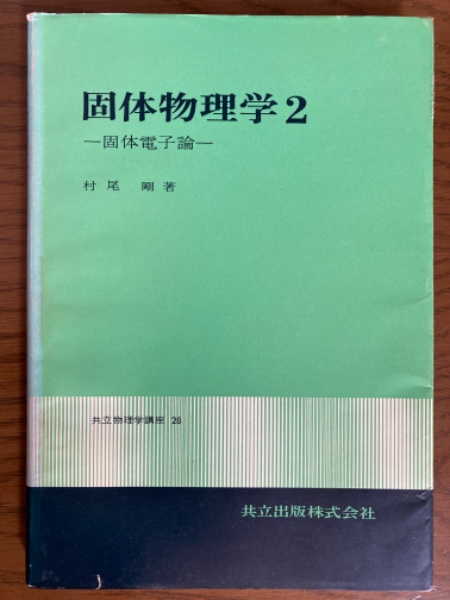 固体物理学2
—固体電子論—
村尾 剛 著
共立物理学講座 26
共立出版株式会社